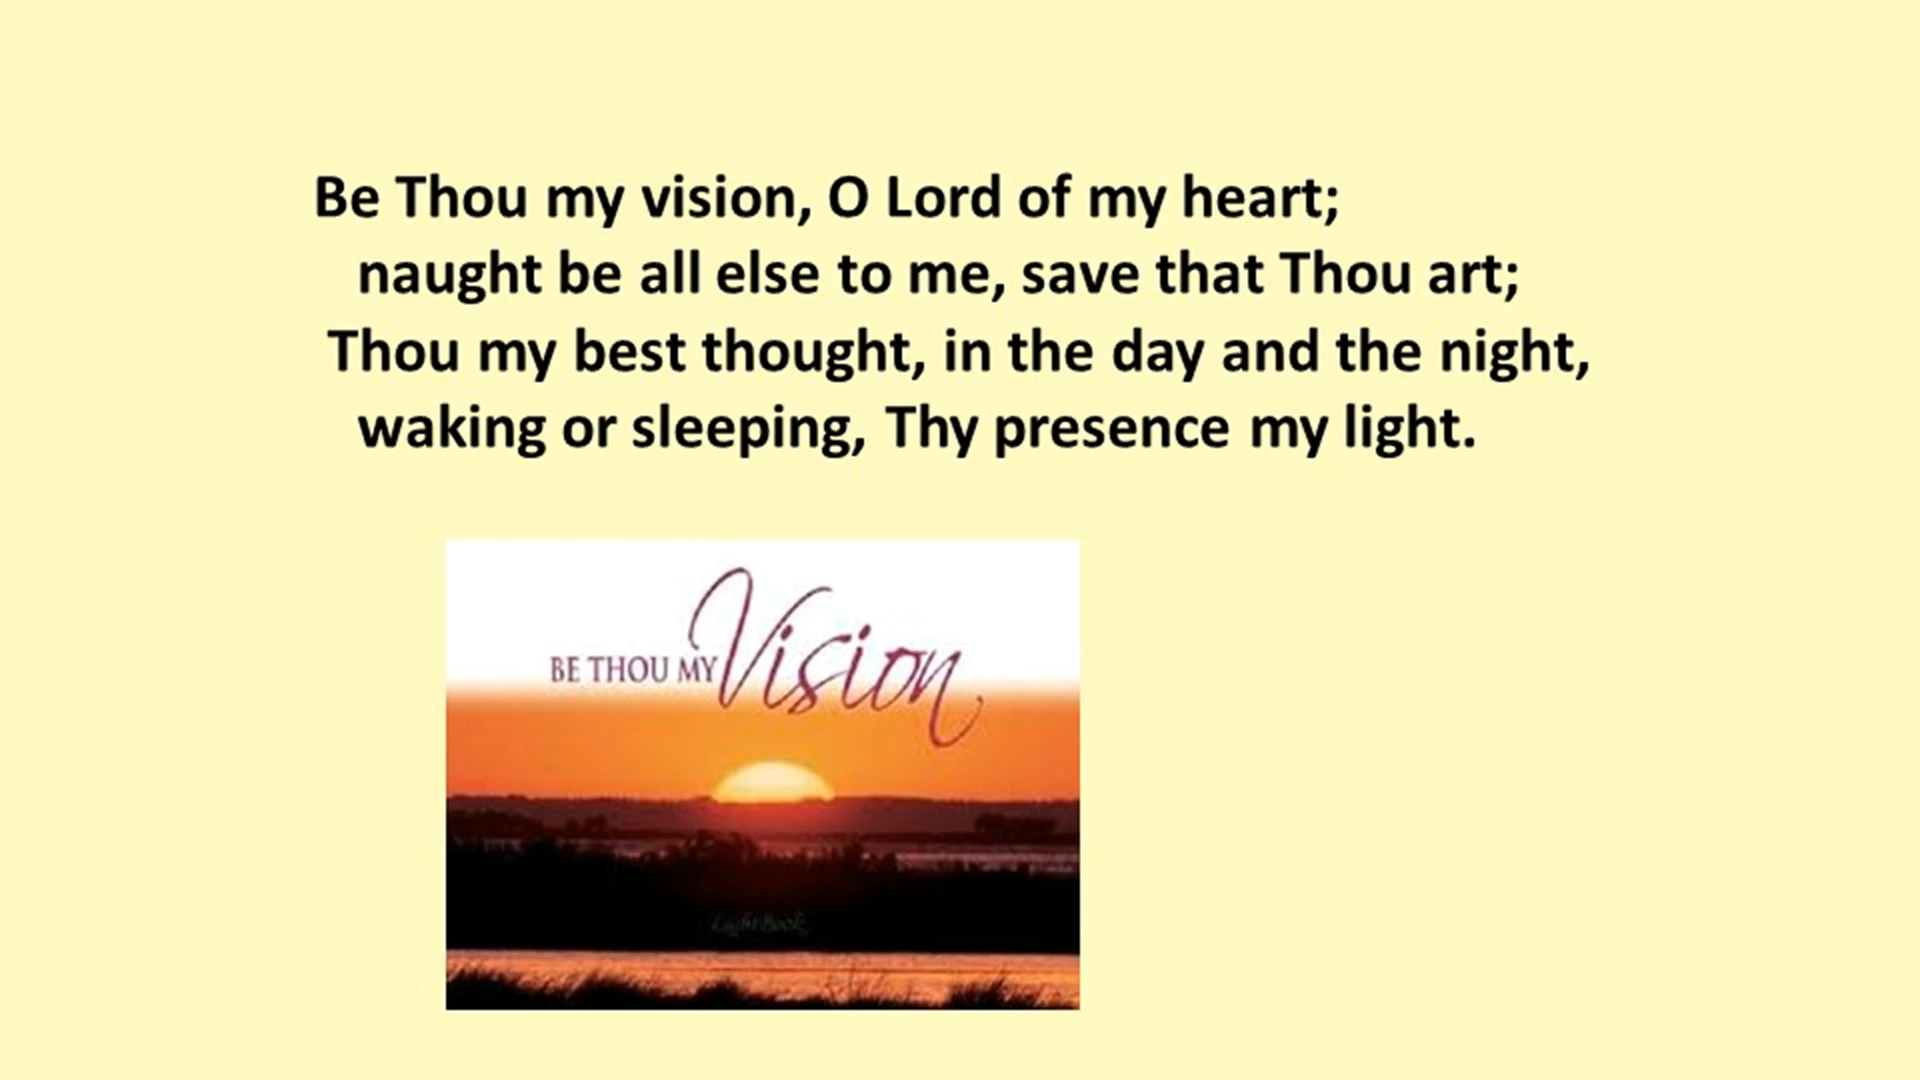 Be Thou my vision, O Lord of my heart;
naught be all else to me, save that Thou art;
Thou my best thought, in the day and the night,
waking or sleeping, Thy presence my light.
BE THOU MY Vision
LightBook